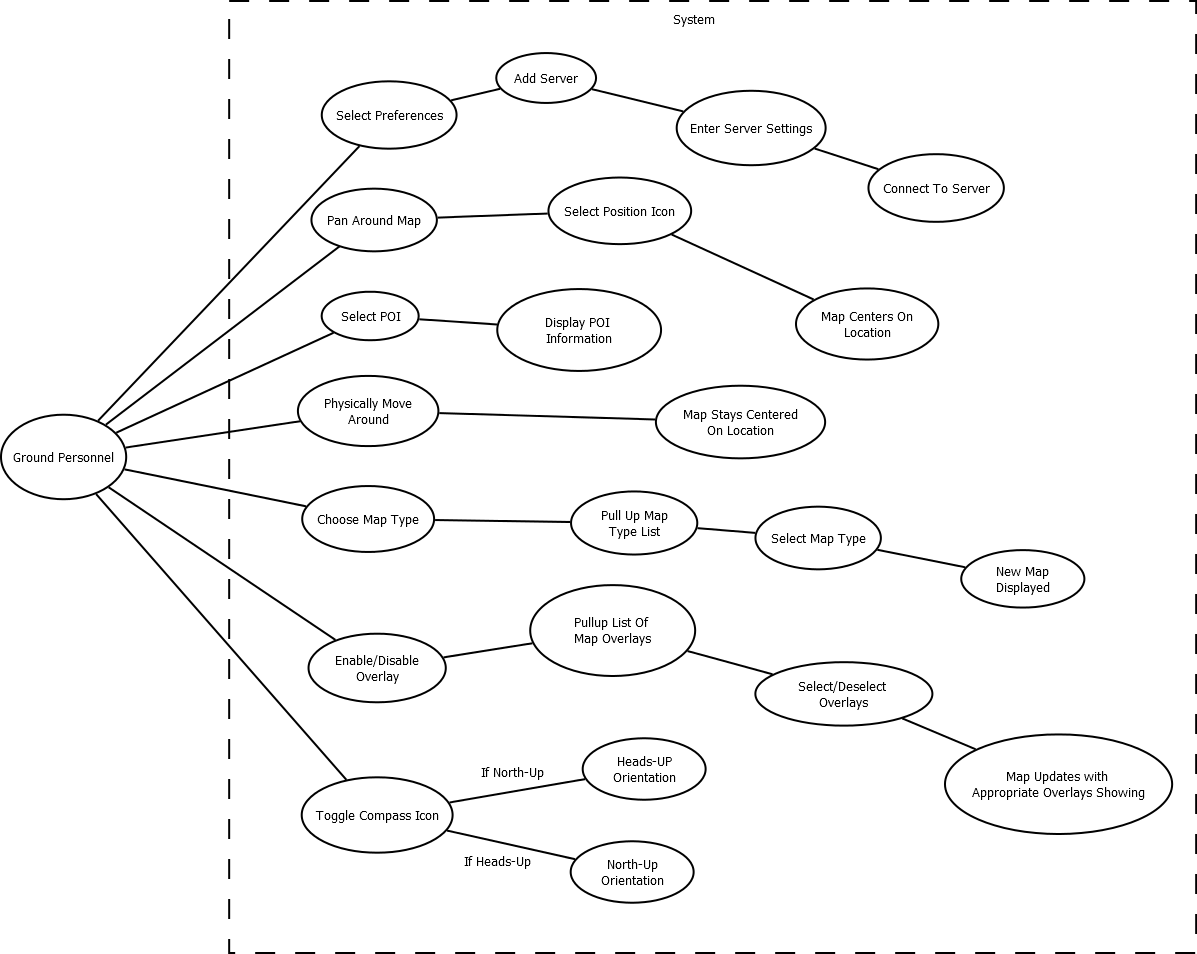 System
Add Server
Select Preferences
Enter Server Settings
Connect To Server
Pan Around Map
Select Position Icon
Map Centers On
Location
Select POI
Display POI
Information
Physically Move
Around
Map Stays Centered
On Location
Ground Personnel
Choose Map Type
Pull Up Map
Type List
Select Map Type
New Map
Displayed
Enable/Disable
Overlay
Pullup List Of
Map Overlays
Select/Deselect
Overlays
Map Updates with
Appropriate Overlays Showing
Toggle Compass Icon
If North-Up
Heads-UP
Orientation
If Heads-Up
North-Up
Orientation